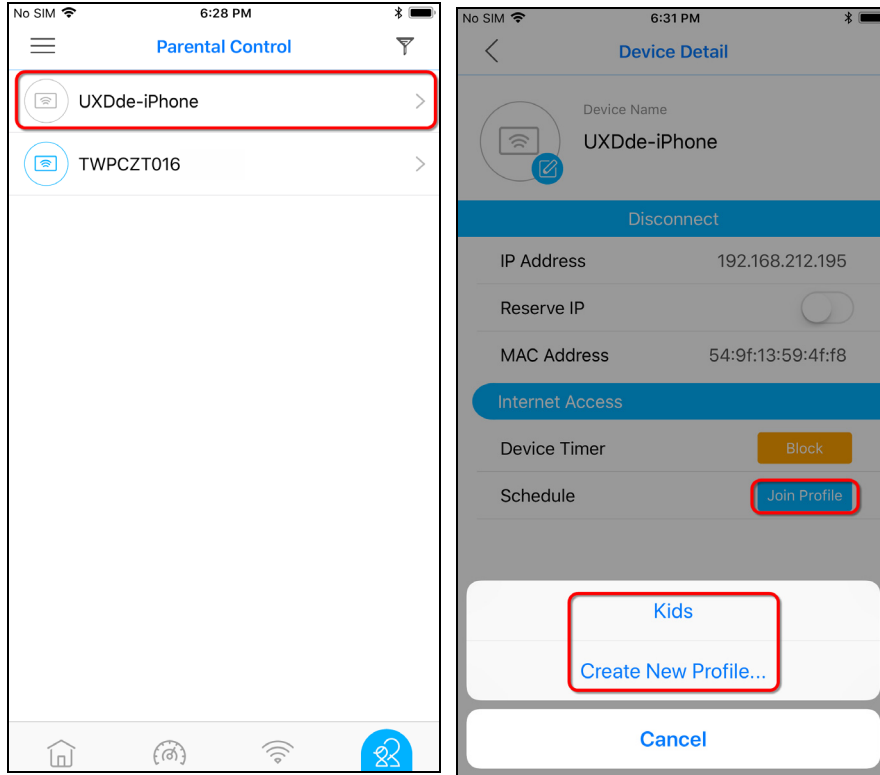 No SIM 6:28 PM
Parental Control
UXDde-iPhone
TWPCZT016
No SIM 6:31 PM
Device Detail
Device Name
UXDde-iPhone
Disconnect
IP Address 192.168.212.195
Reserve IP
MAC Address 54:9f:13:59:4f:f8
Internet Access
Device Timer Block
Schedule Join Profile
Kids
Create New Profile...
Cancel